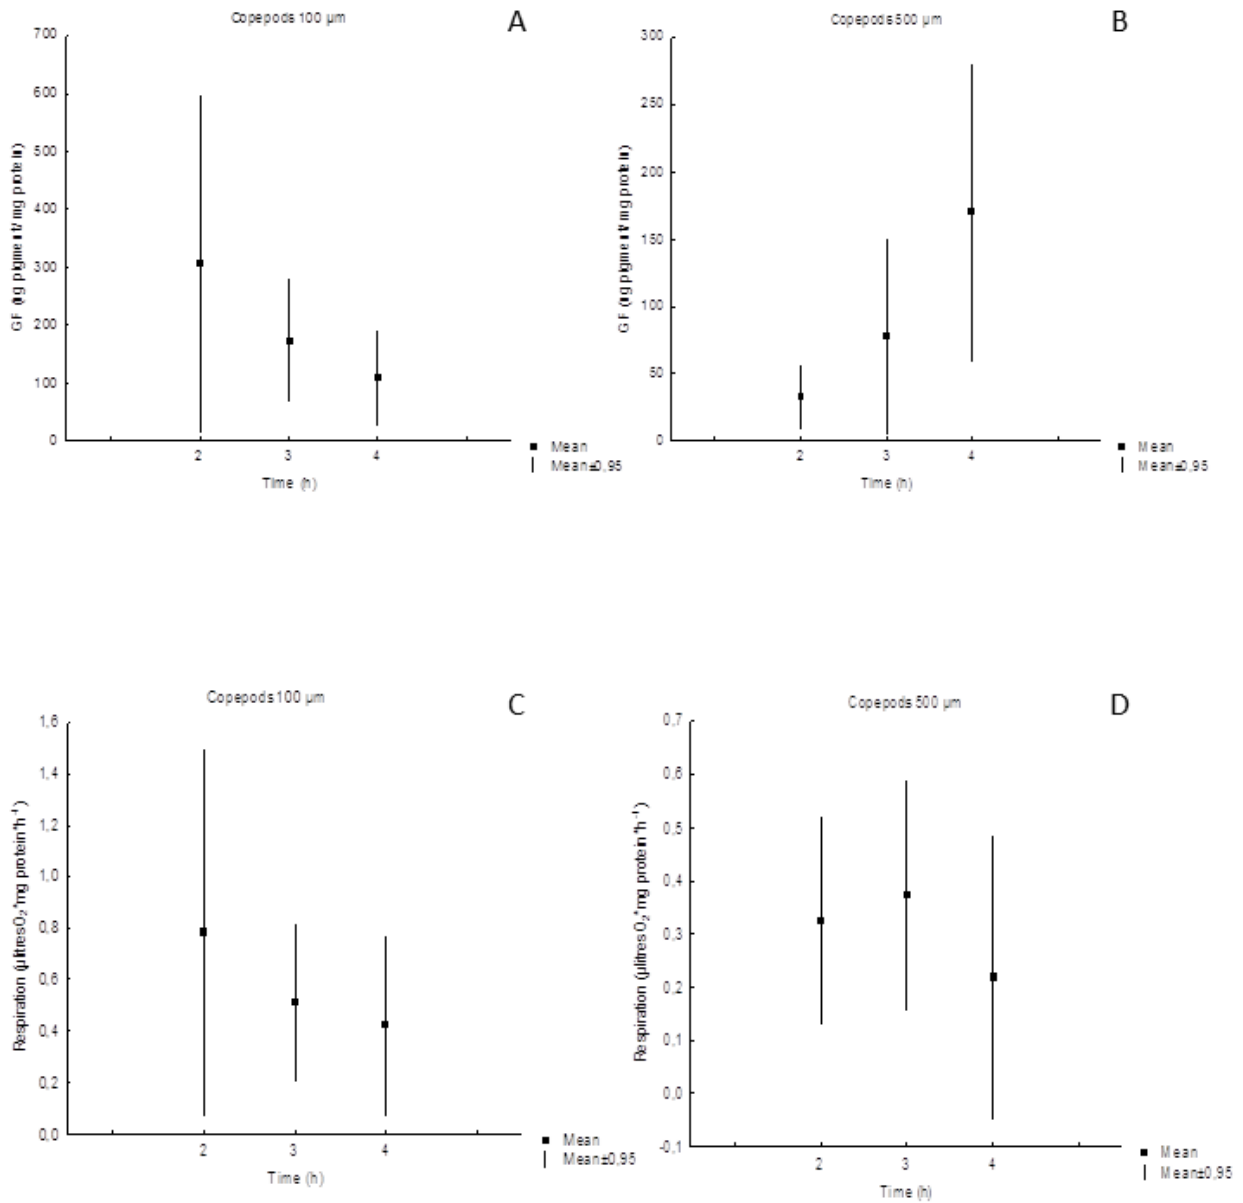 Copepods 100 µm
A
700
600
500
400
300
200
100
0
GF (ng pigment/mg protein)
2 3 4
Time (h)
Mean
Mean±0,95
Copepods 500 µm
B
300
250
200
150
100
50
0
GF (ng pigment/mg protein)
2 3 4
Time (h)
Mean
Mean±0,95
Copepods 100 µm
C
1,6
1,4
1,2
1,0
0,8
0,6
0,4
0,2
0,0
Respiration (µlitresO₂*mg protein*h⁻¹)
2 3 4
Time (h)
Mean
Mean±0,95
Copepods 500 µm
D
0,7
0,6
0,5
0,4
0,3
0,2
0,1
0,0
-0,1
Respiration (µlitresO₂*mg protein*h⁻¹)
2 3 4
Time (h)
Mean
Mean±0,95